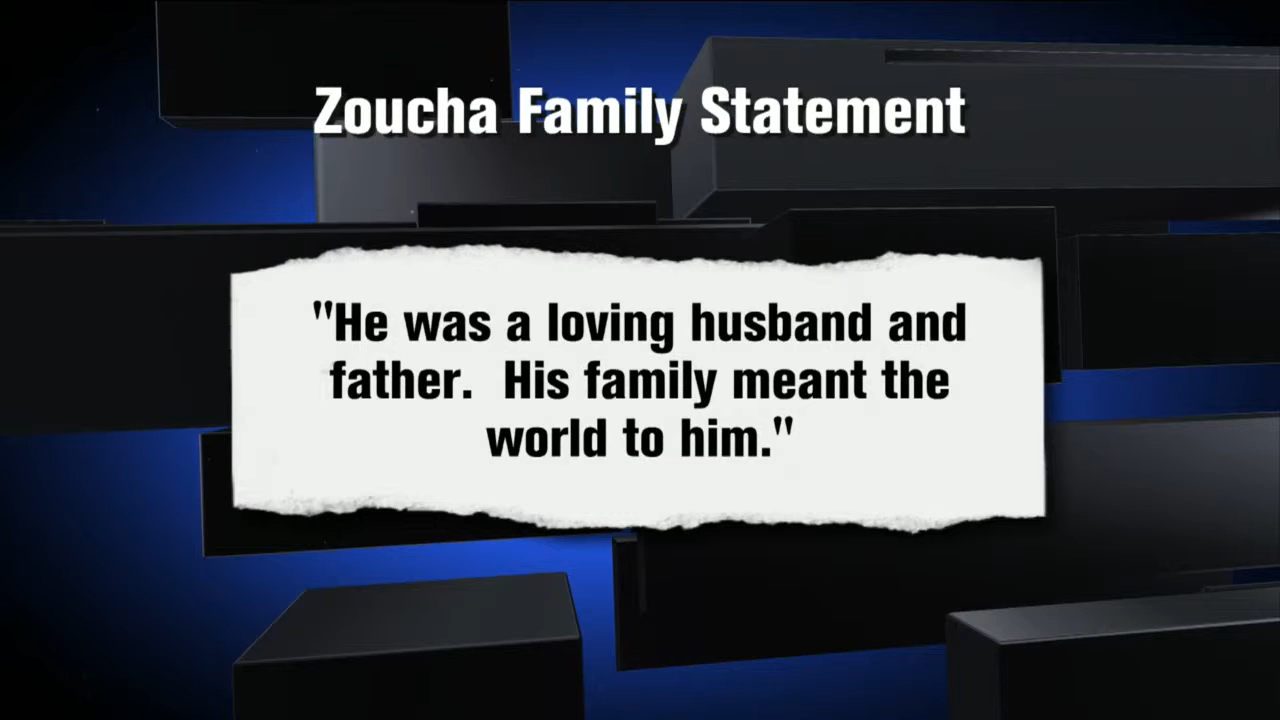 Zoucha Family Statement
"He was a loving husband and
father.  His family meant the
world to him."